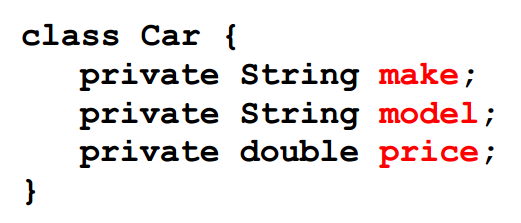 class Car {
   private String make;
   private String model;
   private double price;
}